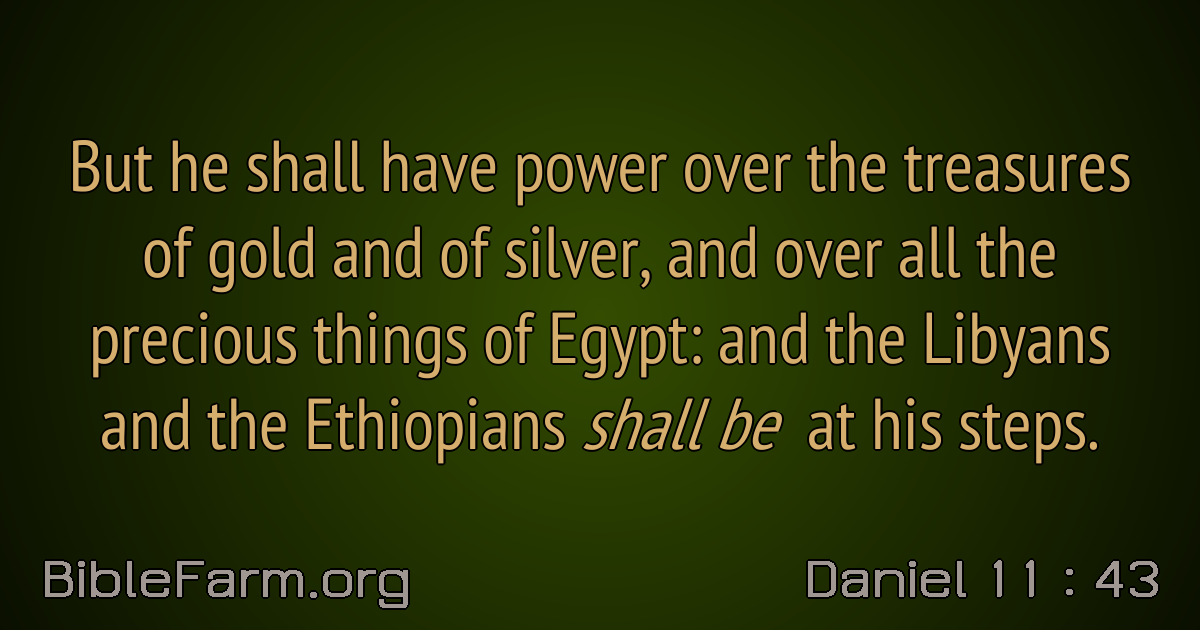 But he shall have power over the treasures
of gold and of silver, and over all the
precious things of Egypt: and the Libyans
and the Ethiopians shall be at his steps.
BibleFarm.org
Daniel 11 : 43